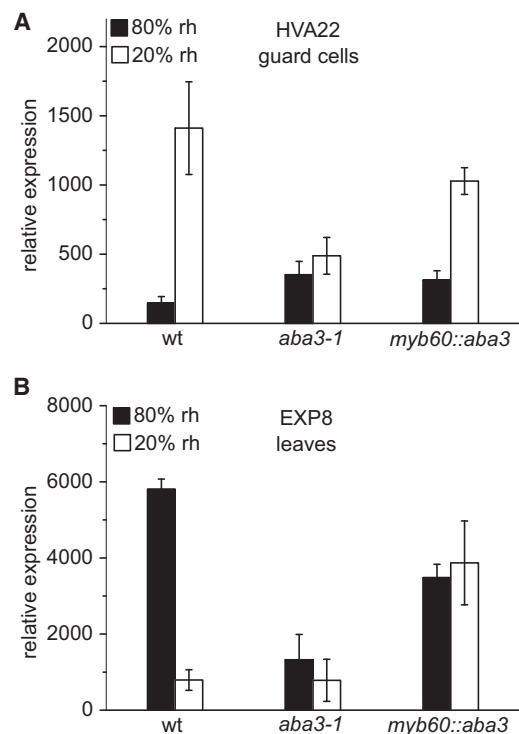 A
80% rh
20% rh
HVA22
guard cells
2000
1500
1000
500
0
relative expression
wt
aba3-1
myb60::aba3
B
80% rh
20% rh
EXP8
leaves
8000
6000
4000
2000
0
relative expression
wt
aba3-1
myb60::aba3